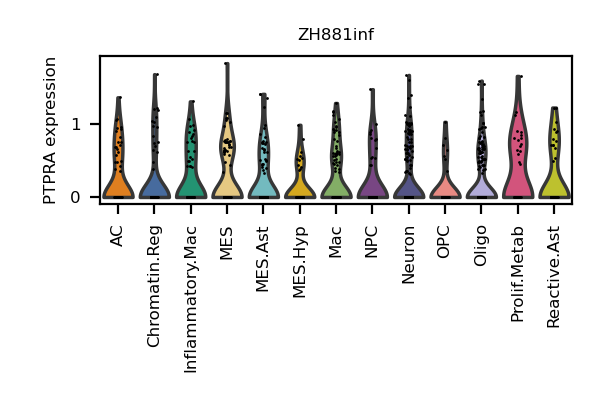 ZH881inf
PTPRA expression
1
0
AC
Chromatin.Reg
Inflammatory.Mac
MES
MES.Ast
MES.Hyp
Mac
NPC
Neuron
OPC
Oligo
Prolif.Metab
Reactive.Ast